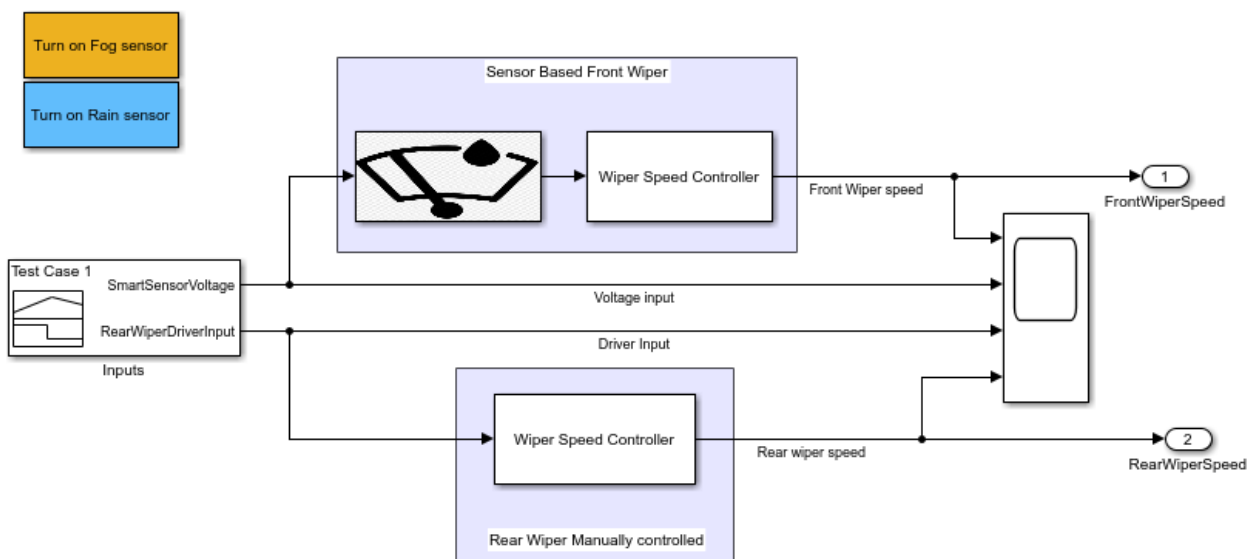 Turn on Fog sensor
Turn on Rain sensor
Sensor Based Front Wiper
Wiper Speed Controller
Front Wiper speed
1
FrontWiperSpeed
Test Case 1
SmartSensorVoltage
RearWiperDriverInput
Inputs
Voltage input
Driver Input
Wiper Speed Controller
Rear wiper speed
2
RearWiperSpeed
Rear Wiper Manually controlled